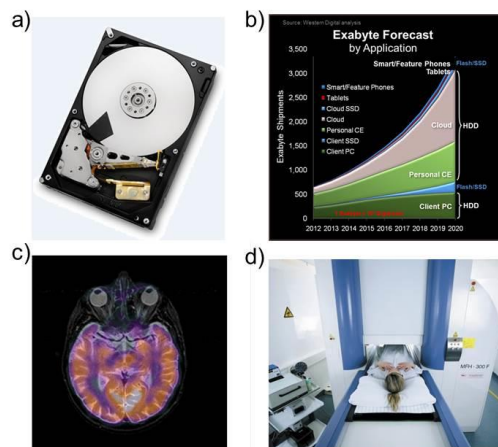 a)
b)
Source: Western Digital analysis
Exabyte Forecast
by Application
Flash/SSD
Smart/Feature Phones
Tablets
3,500
3,000
2,500
2,000
1,500
1,000
500
0
Exabyte Shipments
Smart/Feature Phones
Tablets
Cloud SSD
Cloud
Personal CE
Client SSD
Client PC
Cloud
HDD
Personal CE
Flash/SSD
Client PC
HDD
2012 2013 2014 2015 2016 2017 2018 2019 2020
c)
d)
MFH - 300 F